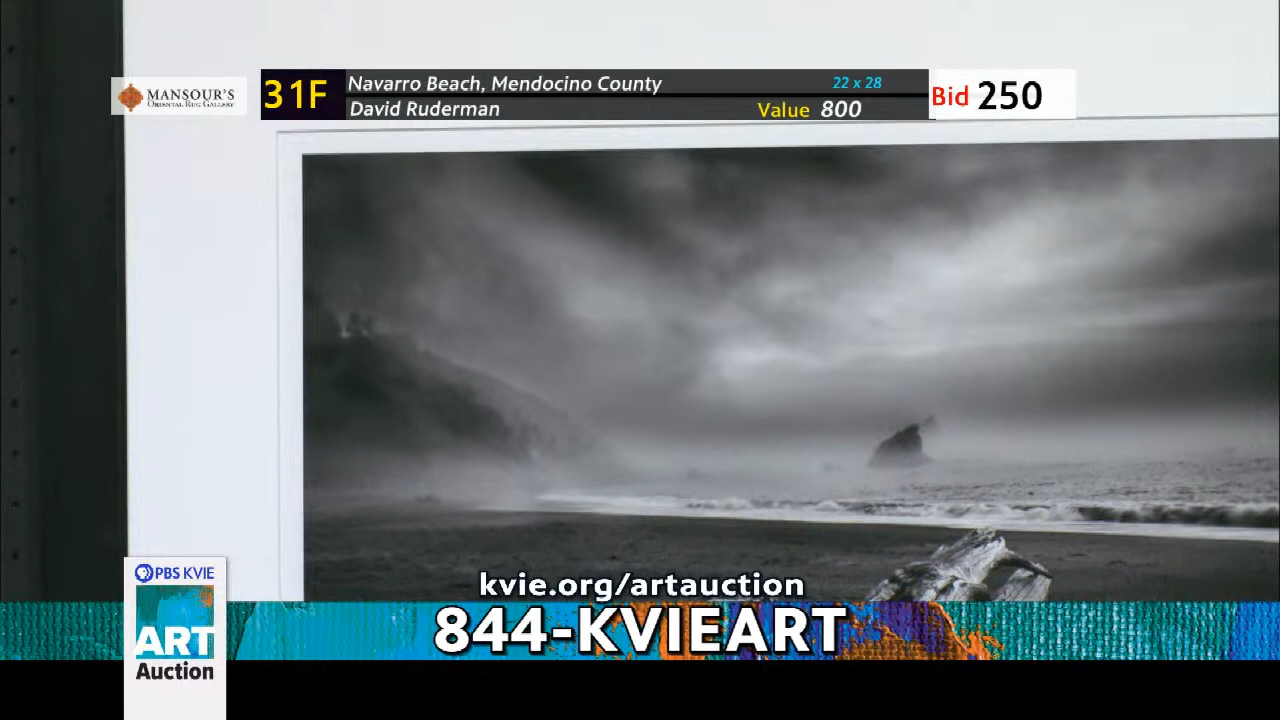 MANSOUR'S
ORIENTAL RUG GALLERY
31F
Navarro Beach, Mendocino County
22 x 28
David Ruderman
Value 800
Bid 250
kvie.org/artauction
844-KVIEART
PBS KVIE
ART
Auction